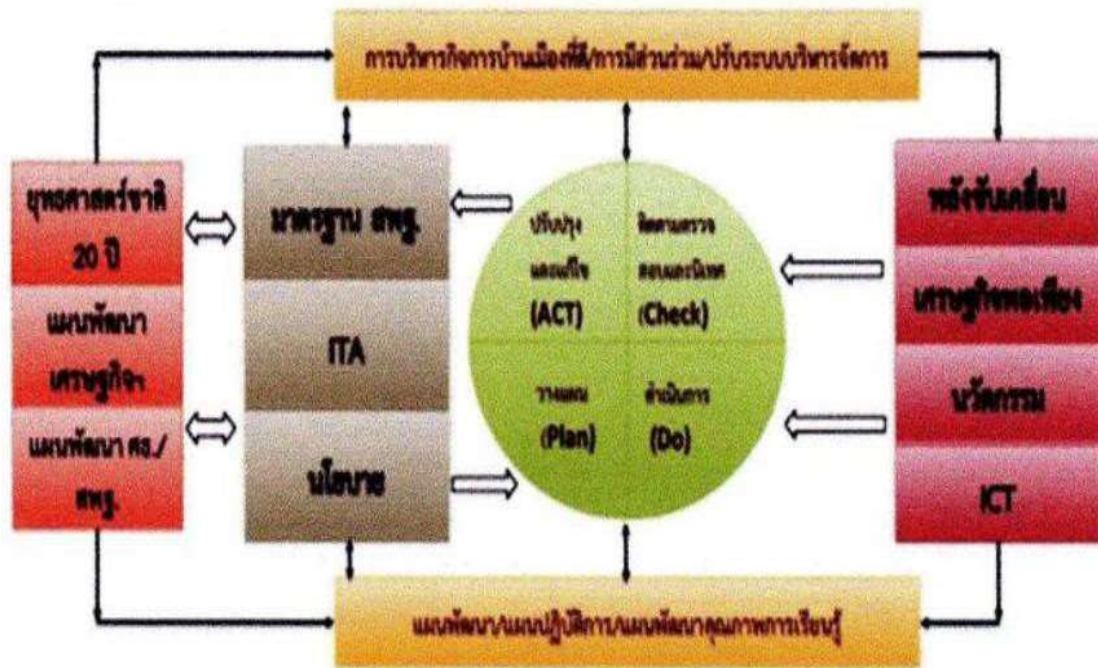 การบริหารกิจการบ้านเมืองที่ดี/การมีส่วนร่วม/ปรับระบบบริหารจัดการ
ยุทธศาสตร์ชาติ
20 ปี
แผนพัฒนา
เศรษฐกิจฯ
แผนพัฒนา ศธ./
สพฐ.
มาตรฐาน สพฐ.
ITA
นโยบาย
ปรับปรุง
และแก้ไข
(ACT)
ติดตามตรวจ
สอบและนิเทศ
(Check)
วางแผน
(Plan)
ดำเนินการ
(Do)
พลังขับเคลื่อน
เศรษฐกิจพอเพียง
นวัตกรรม
ICT
แผนพัฒนา/แผนปฏิบัติการ/แผนพัฒนาคุณภาพการเรียนรู้